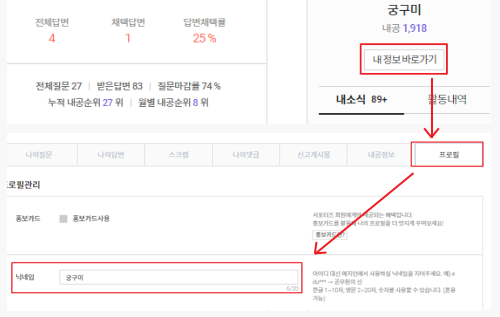 전체답변 채택답변 답변채택률
4 1 25 %
전체질문 27 | 받은답변 83 | 질문마감률 74 %
누적 내공순위 27 위 | 월별 내공순위 8 위
궁구미
내공 1,918
내 정보 바로가기
내소식 89+ 활동내역
나의질문 나의답변 스크랩 나의댓글 신고게시물 내공정보 프로필
로필관리
홍보카드 홍보카드사용
서포터즈 회원에게만 제공되는 혜택입니다.
홍보카드를 활용해 나의 프로필을 더 멋지게 꾸며보세요!
홍보카드란?
닉네임 궁구미
6/20
아이디 대신 에지안에서 사용하실 닉네임을 지어주세요. 예) e
du*** → 공부왕의 신
한글 1~10자, 영문 2~20자, 숫자를 사용할 수 있습니다. (혼용
가능)